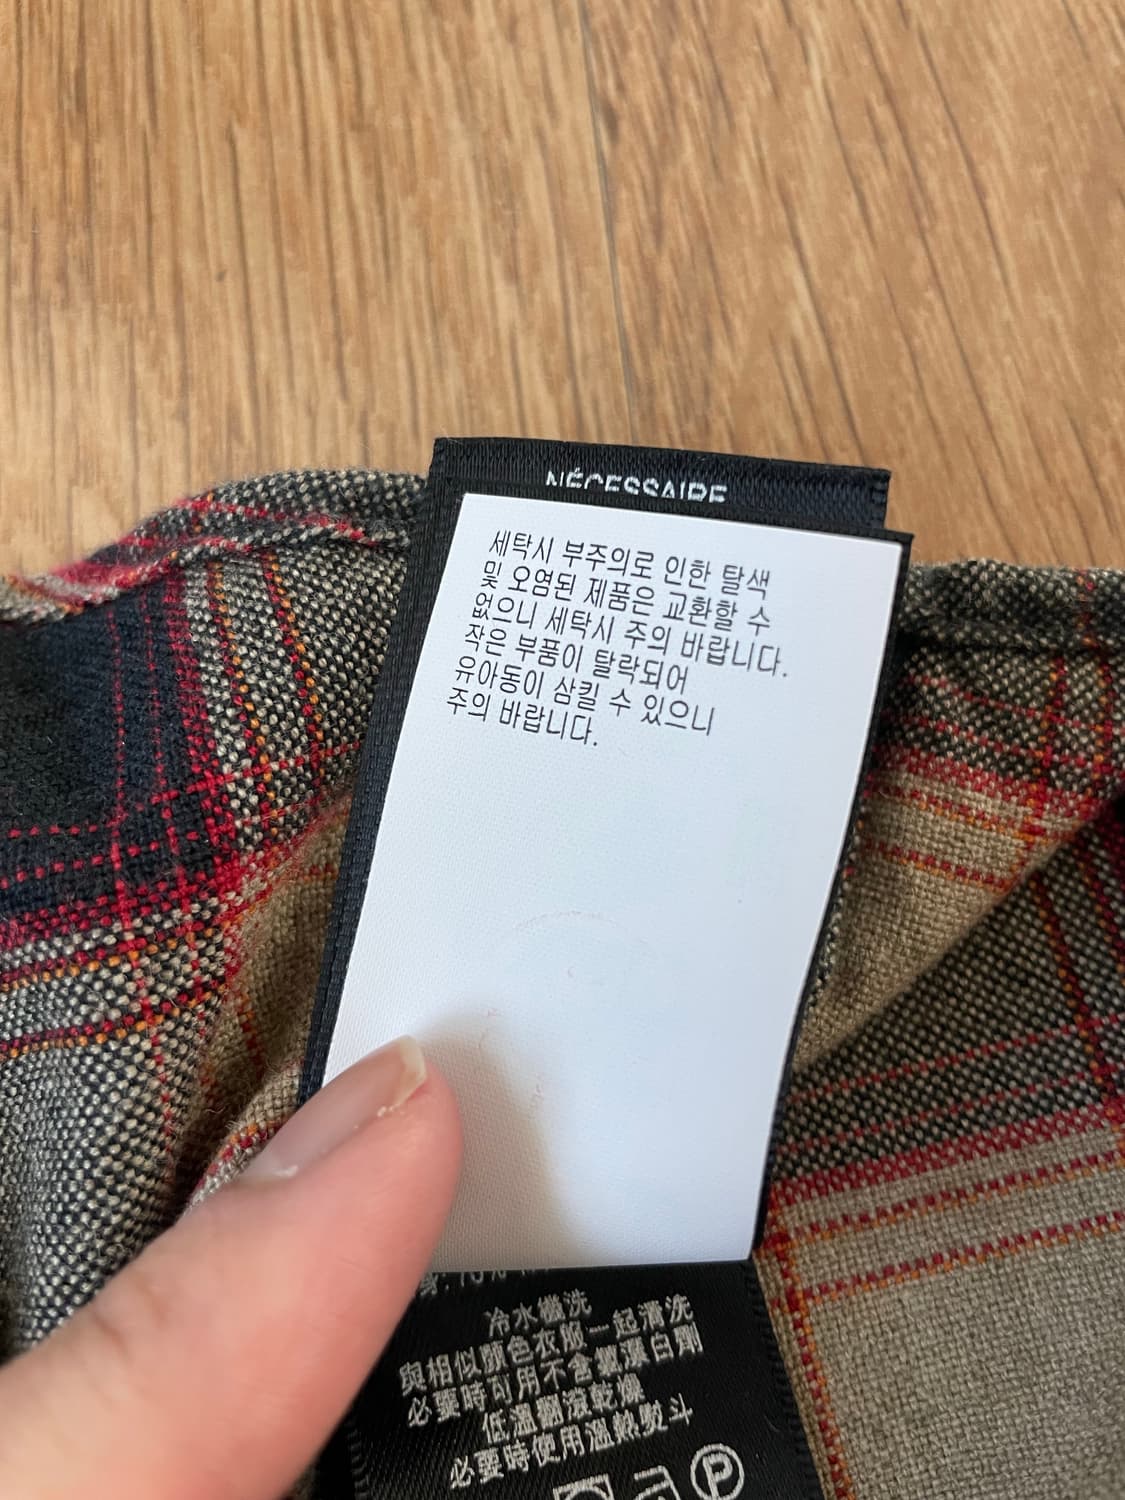 NÉCESSAIRE
세탁시 부주의로 인한 탈색
및 오염된 제품은 교환할 수
없으니 세탁시 주의 바랍니다.
작은 부품이 탈락되어
유아동이 삼킬 수 있으니
주의 바랍니다.
冷水機洗
與相似顏色衣飾一起清洗
必要時可用不含氯漂白劑
低溫翻滾乾燥
必要時使用溫熱熨斗
P